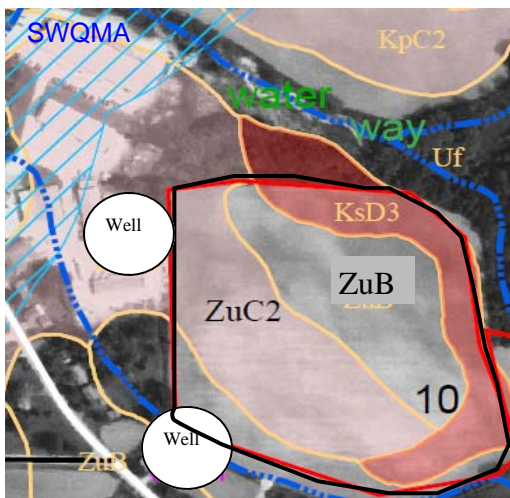 SWQMA
KpC2
water
way
Uf
KsD3
Well
ZuB
ZuC2
10
Well
ZuB